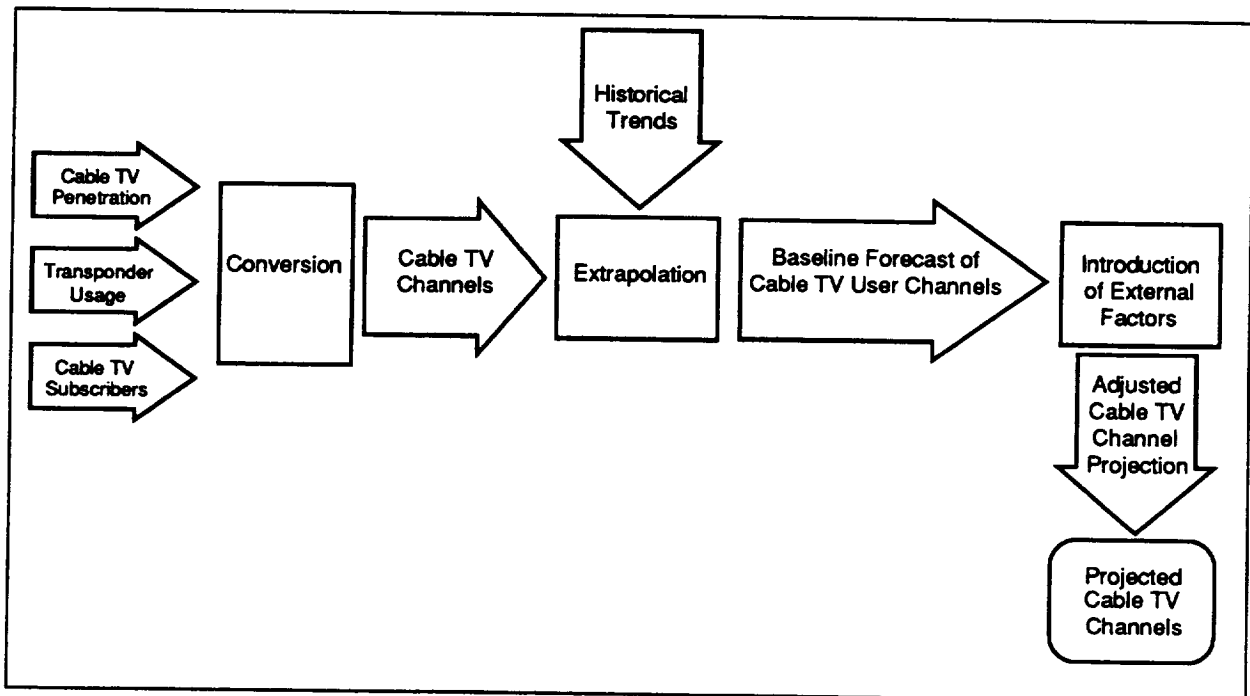 Historical
Trends
Cable TV
Penetration
Transponder
Usage
Cable TV
Subscribers
Conversion
Cable TV
Channels
Extrapolation
Baseline Forecast of
Cable TV User Channels
Introduction
of External
Factors
Adjusted
Cable TV
Channel
Projection
Projected
Cable TV
Channels